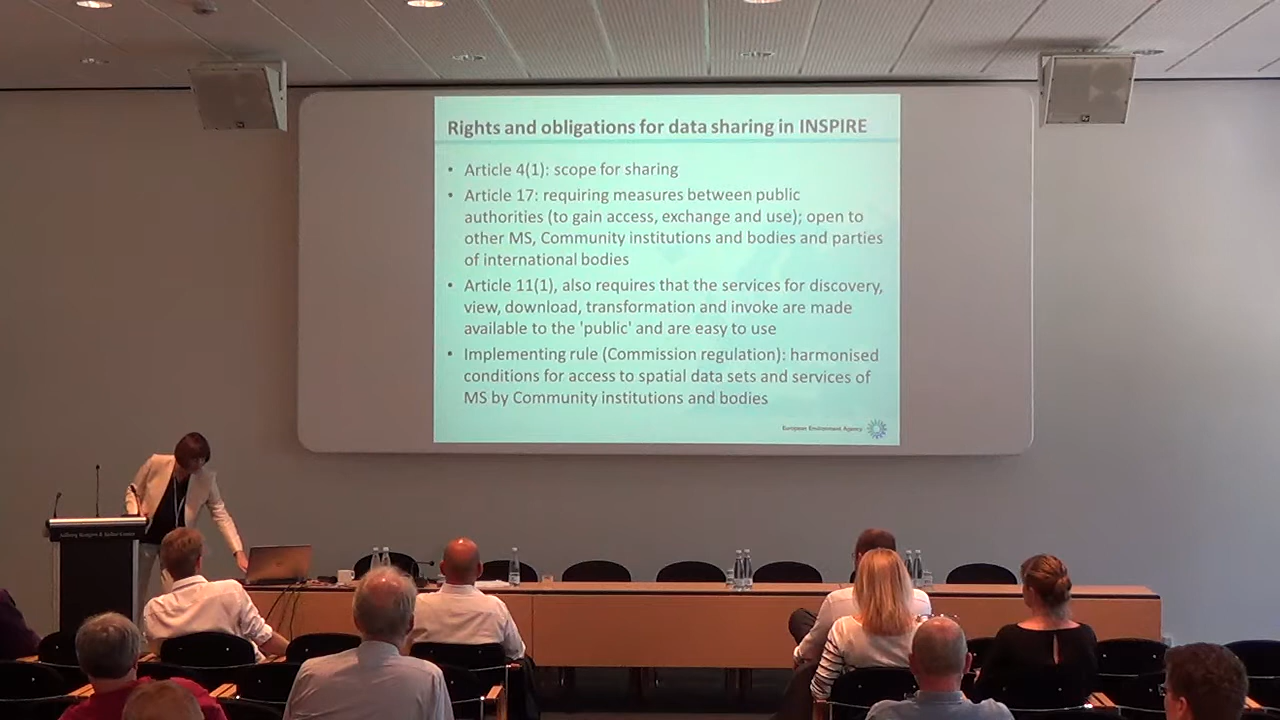 Rights and obligations for data sharing in INSPIRE
• Article 4(1): scope for sharing
• Article 17: requiring measures between public
authorities (to gain access, exchange and use); open to
other MS, Community institutions and bodies and parties
of international bodies
• Article 11(1), also requires that the services for discovery,
view, download, transformation and invoke are made
available to the 'public' and are easy to use
• Implementing rule (Commission regulation): harmonised
conditions for access to spatial data sets and services of
MS by Community institutions and bodies
European Environment Agency
Aalborg Kongres & Kultur Center